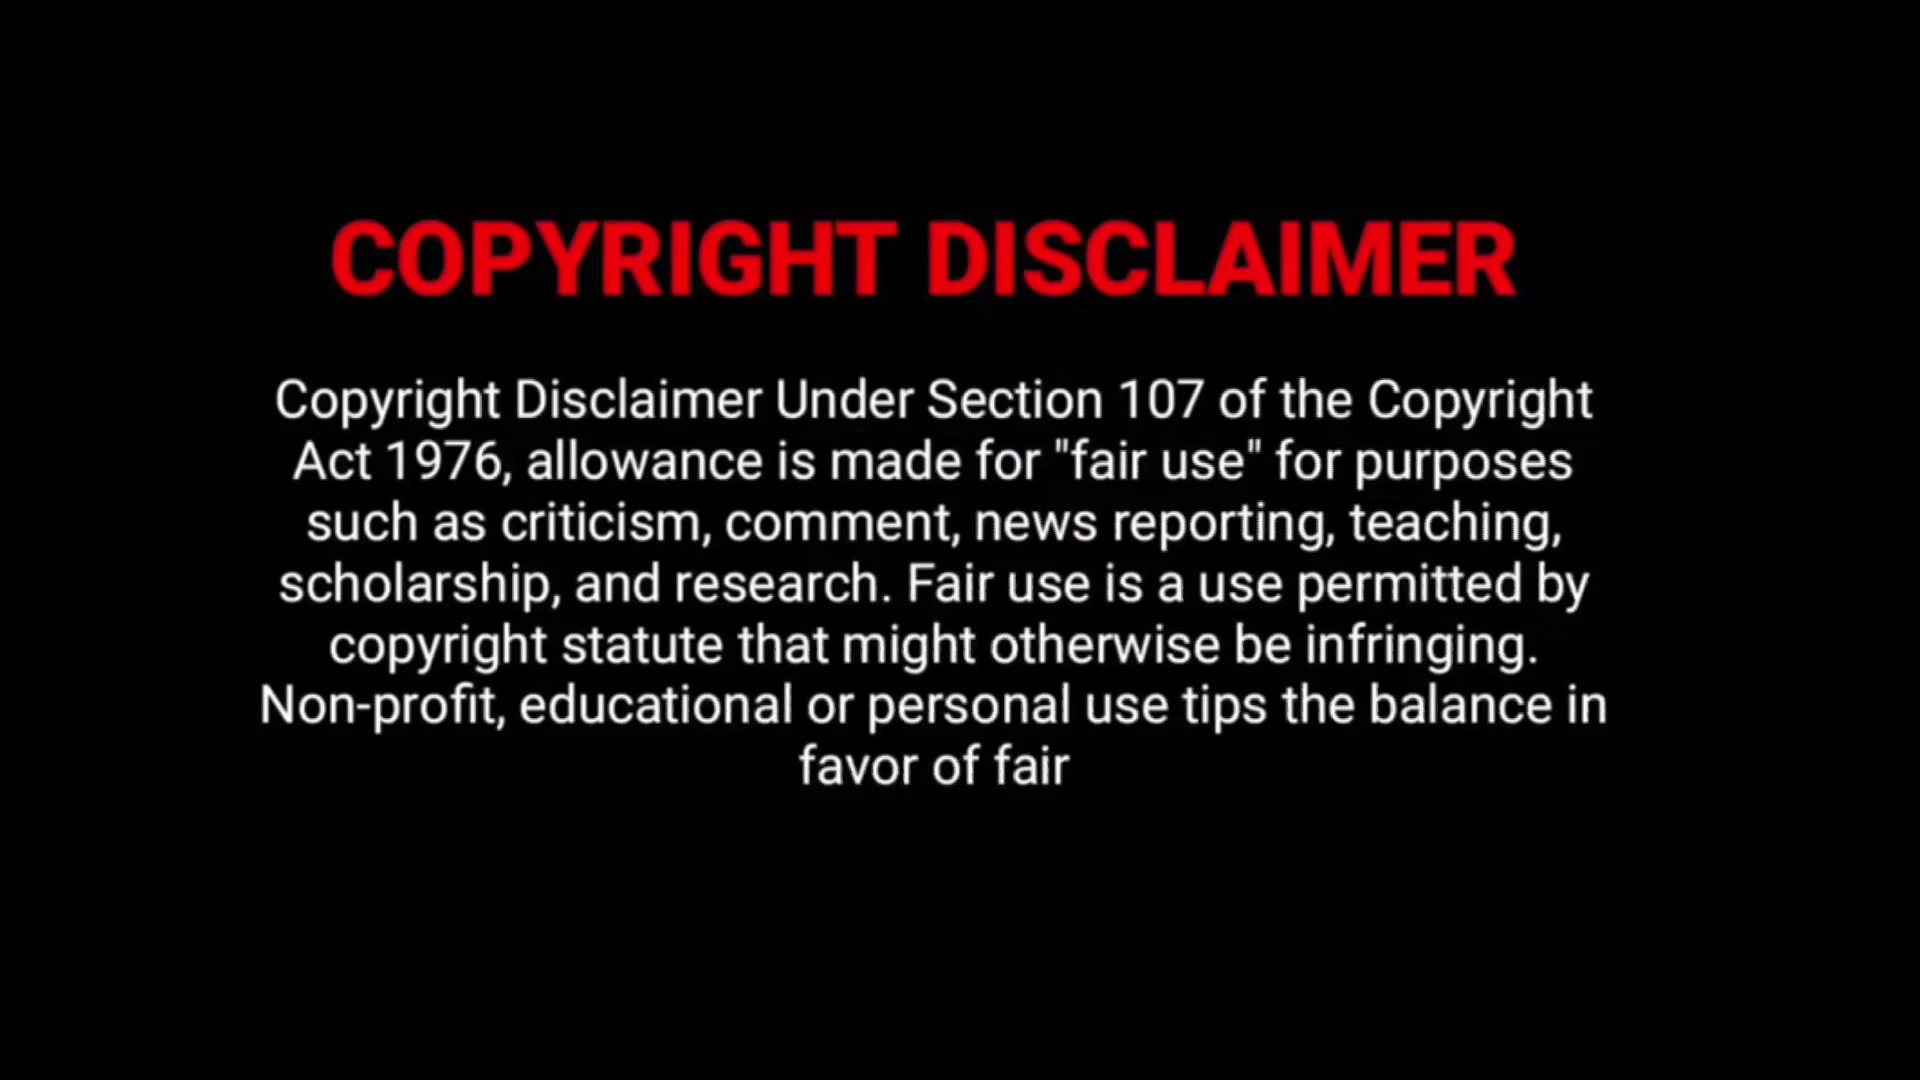 COPYRIGHT DISCLAIMER
Copyright Disclaimer Under Section 107 of the Copyright
Act 1976, allowance is made for "fair use" for purposes
such as criticism, comment, news reporting, teaching,
scholarship, and research. Fair use is a use permitted by
copyright statute that might otherwise be infringing.
Non-profit, educational or personal use tips the balance in
favor of fair